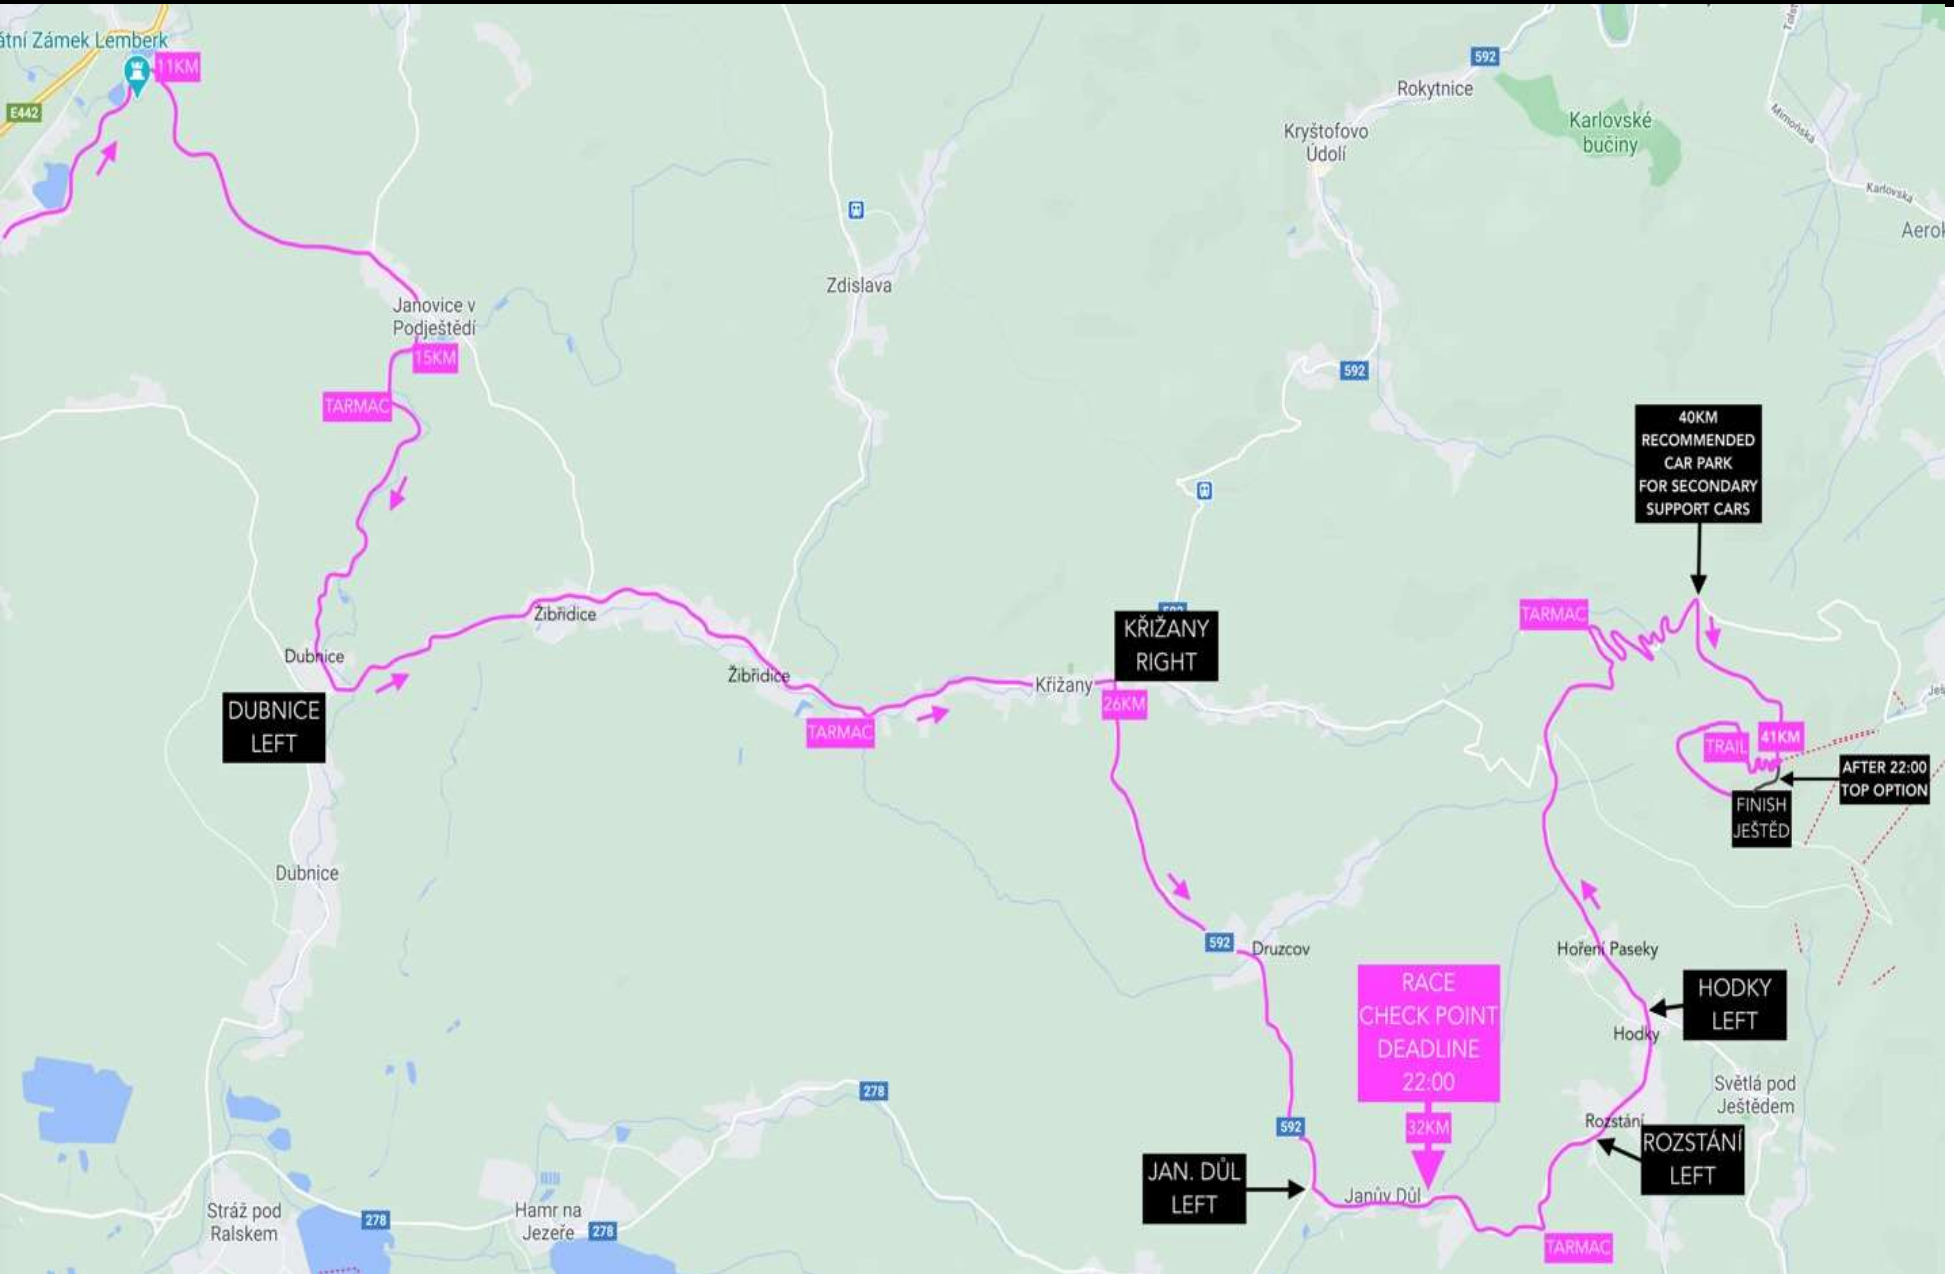 átní Zámek Lemberk
11KM
E442
592
Rokytnice
Karlovské
bučiny
Mimoňská
Karlovská
Kryštofovo
Údolí
Zdislava
Janovice v
Podještědí
15KM
TARMAC
592
40KM
RECOMMENDED
CAR PARK
FOR SECONDARY
SUPPORT CARS
Žibřidice
Dubnice
DUBNICE
LEFT
Žibřidice
TARMAC
Křižany
KŘIŽANY
RIGHT
26KM
TARMAC
TRAIL
41KM
AFTER 22:00
TOP OPTION
FINISH
JEŠTĚD
Dubnice
592
Druzcov
Hoření Paseky
RACE
CHECK POINT
DEADLINE
22:00
32KM
HODKY
LEFT
Hodky
Světlá pod
Ještědem
278
592
Rozstání
ROZSTÁNÍ
LEFT
JAN. DŮL
LEFT
Janův Důl
TARMAC
Stráž pod
Ralskem
278
Hamr na
Jezeře
278